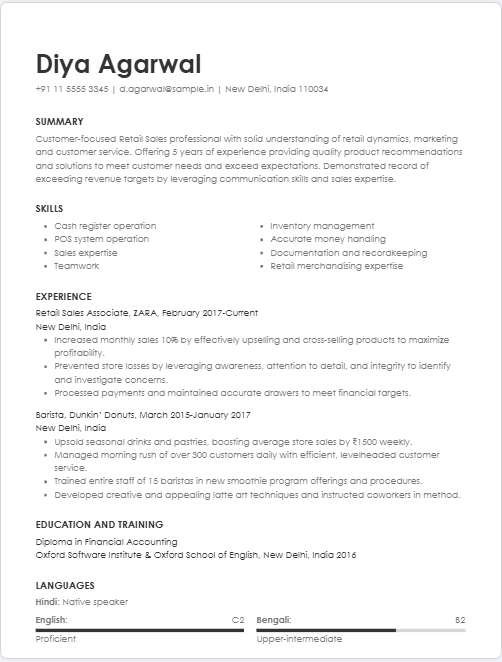 Diya Agarwal
+91 11 5555 3345 | d.agarwal@sample.in | New Delhi, India 110034
SUMMARY
Customer-focused Retail Sales professional with solid understanding of retail dynamics, marketing
and customer service. Offering 5 years of experience providing quality product recommendations
and solutions to meet customer needs and exceed expectations. Demonstrated record of
exceeding revenue targets by leveraging communication skills and sales expertise.
SKILLS
• Cash register operation
• POS system operation
• Sales expertise
• Teamwork
• Inventory management
• Accurate money handling
• Documentation and recordkeeping
• Retail merchandising expertise
EXPERIENCE
Retail Sales Associate, ZARA, February 2017-Current
New Delhi, India
• Increased monthly sales 10% by effectively upselling and cross-selling products to maximize
profitability.
• Prevented store losses by leveraging awareness, attention to detail, and integrity to identify
and investigate concerns.
• Processed payments and maintained accurate drawers to meet financial targets.
Barista, Dunkin' Donuts, March 2015-January 2017
New Delhi, India
• Upsold seasonal drinks and pastries, boosting average store sales by ₹1500 weekly.
• Managed morning rush of over 300 customers daily with efficient, levelheaded customer
service.
• Trained entire staff of 15 baristas in new smoothie program offerings and procedures.
• Developed creative and appealing latte art techniques and instructed coworkers in method.
EDUCATION AND TRAINING
Diploma in Financial Accounting
Oxford Software Institute & Oxford School of English, New Delhi, India 2016
LANGUAGES
Hindi: Native speaker
English: C2
Proficient
Bengali: B2
Upper-intermediate